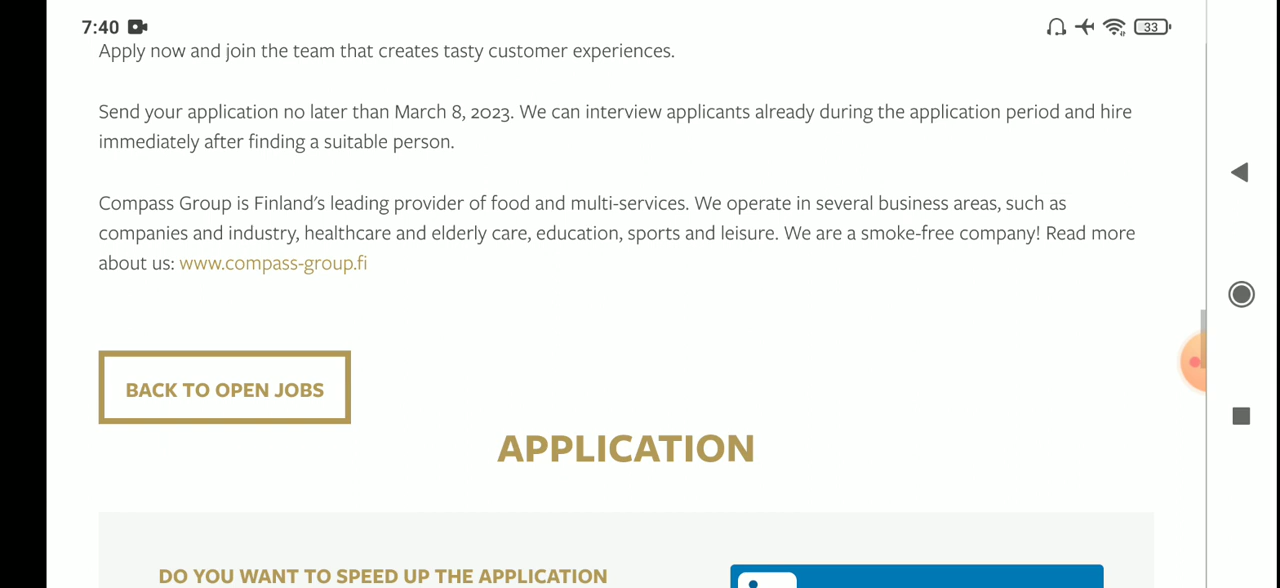 7:40
33
Apply now and join the team that creates tasty customer experiences.
Send your application no later than March 8, 2023. We can interview applicants already during the application period and hire
immediately after finding a suitable person.
Compass Group is Finland's leading provider of food and multi-services. We operate in several business areas, such as
companies and industry, healthcare and elderly care, education, sports and leisure. We are a smoke-free company! Read more
about us: www.compass-group.fi
BACK TO OPEN JOBS
APPLICATION
DO YOU WANT TO SPEED UP THE APPLICATION